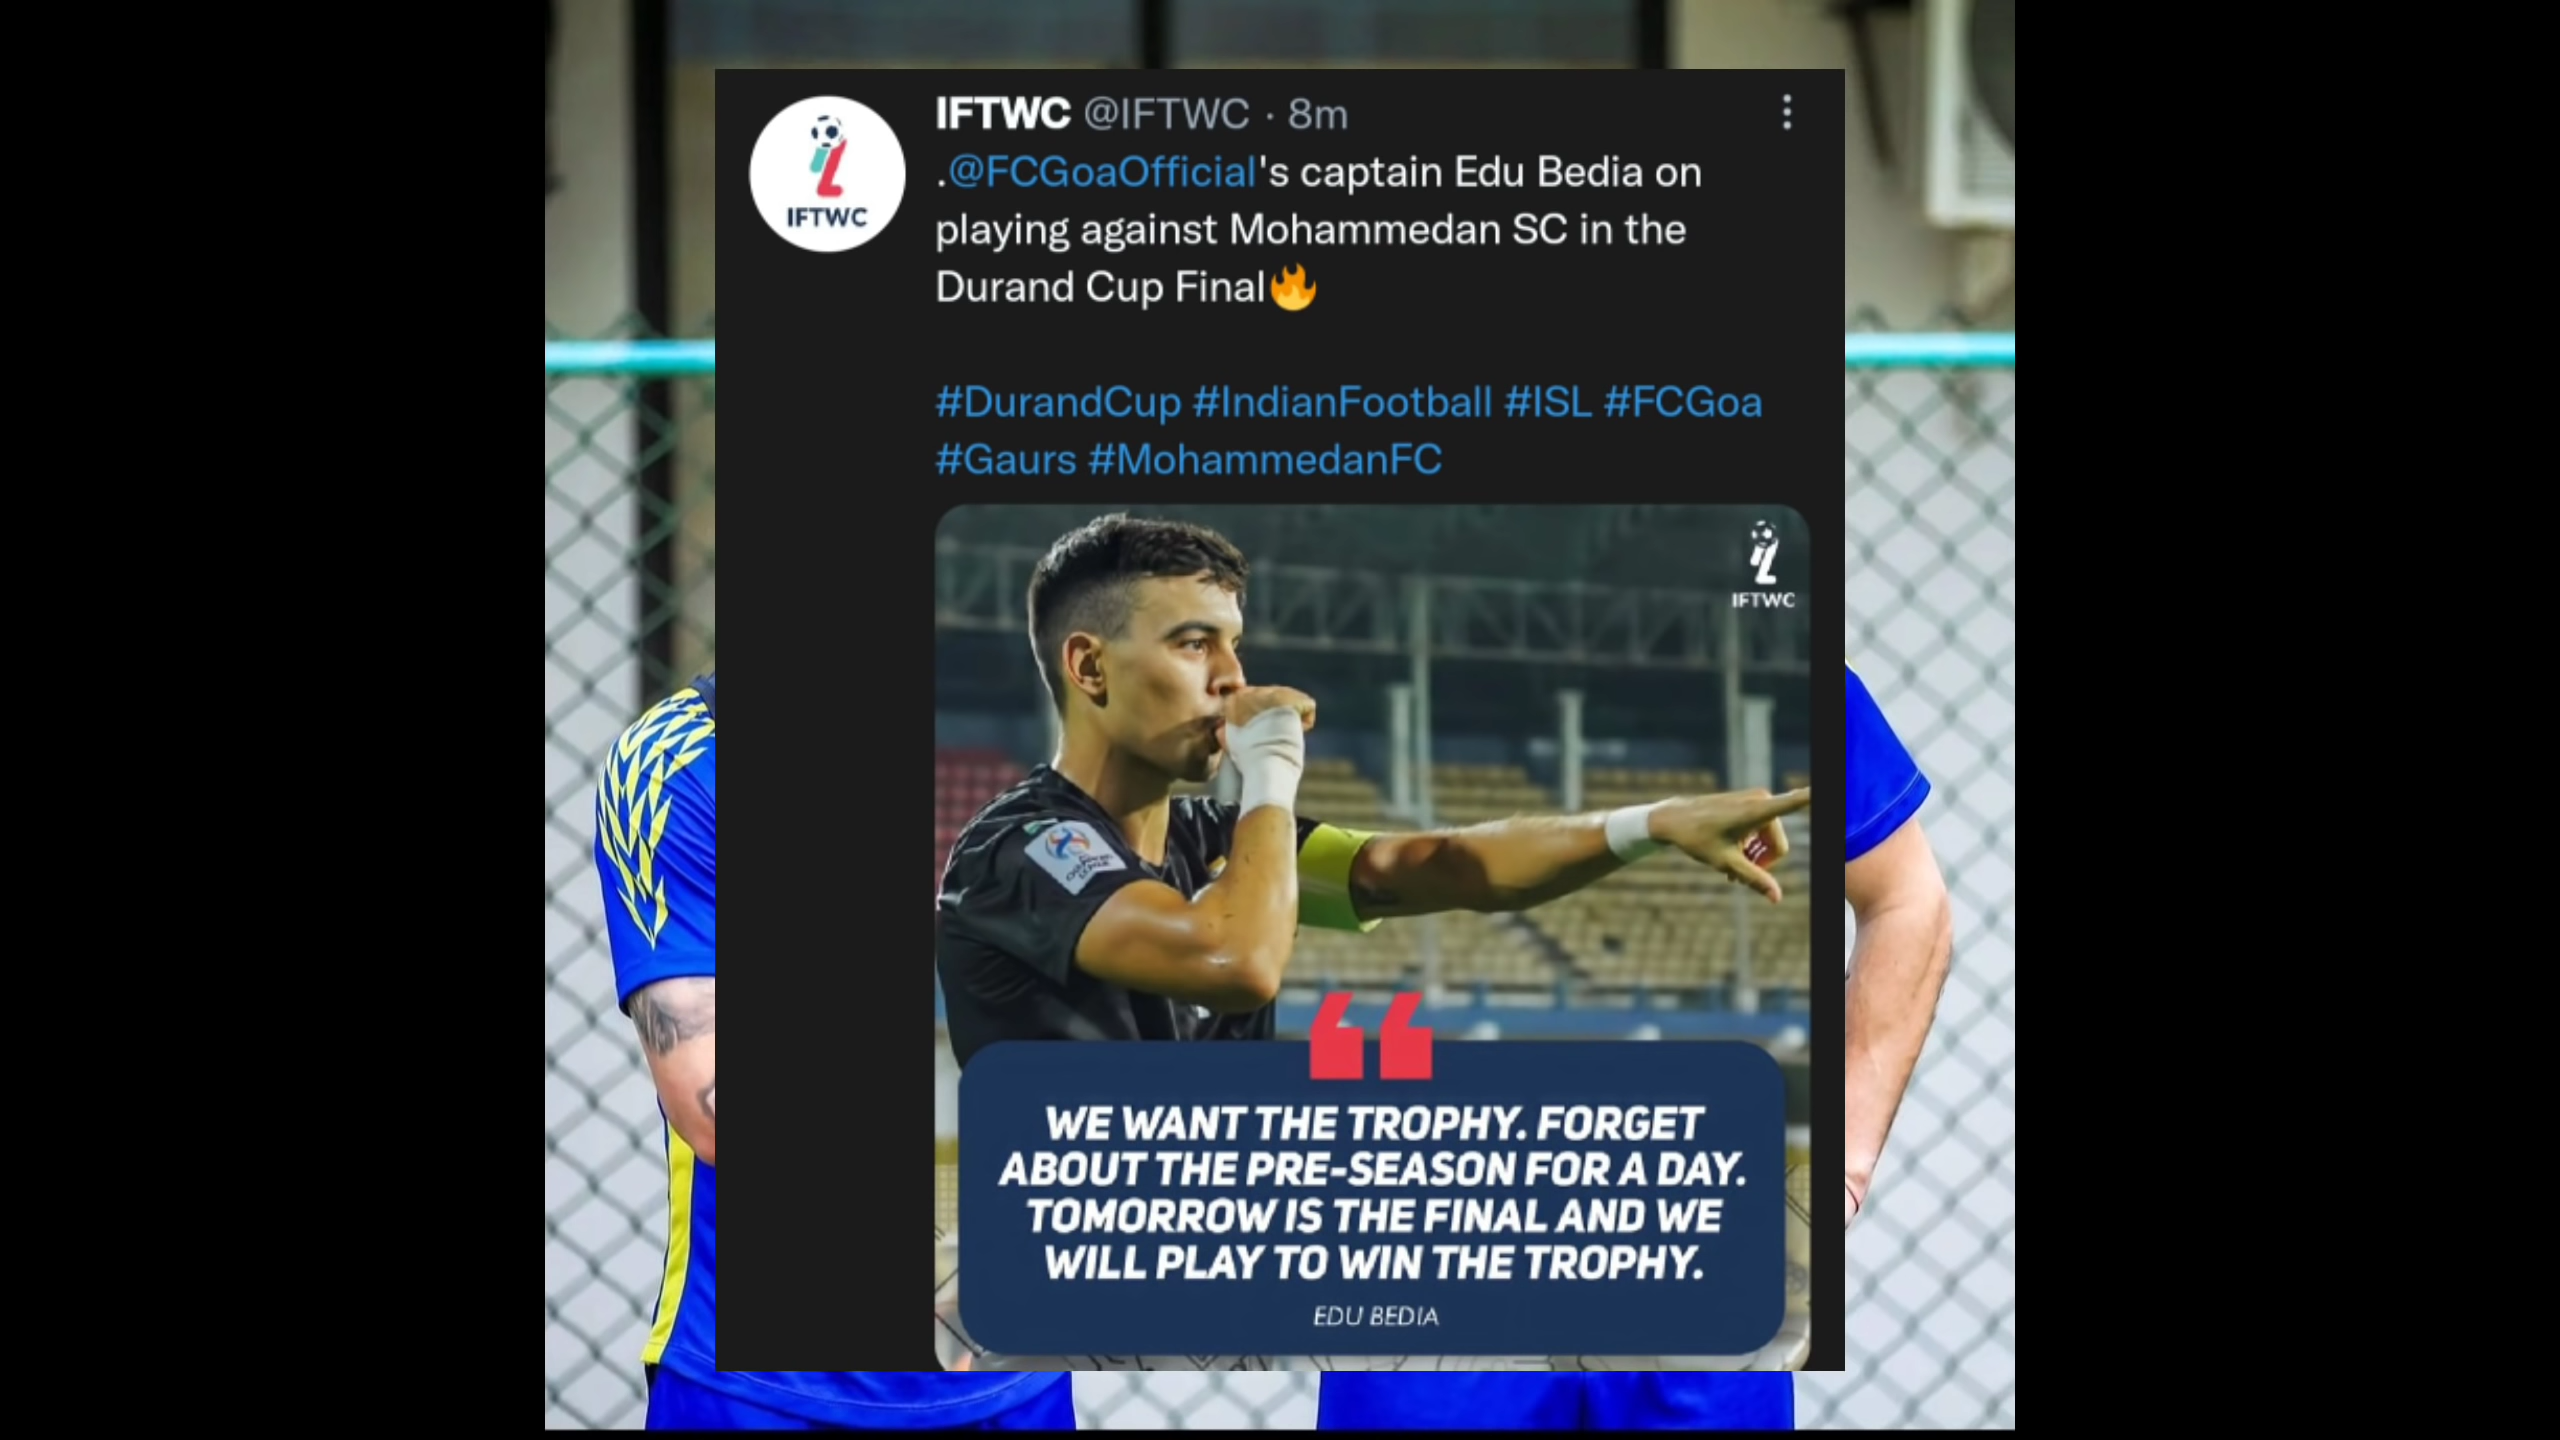 IFTWC @IFTWC · 8m
.@FCGoaOfficial's captain Edu Bedia on
playing against Mohammedan SC in the
Durand Cup Final🔥
#DurandCup #IndianFootball #ISL #FCGoa
#Gaurs #MohammedanFC
IFTWC
IFTWC
“
WE WANT THE TROPHY. FORGET
ABOUT THE PRE-SEASON FOR A DAY.
TOMORROW IS THE FINAL AND WE
WILL PLAY TO WIN THE TROPHY.
EDU BEDIA